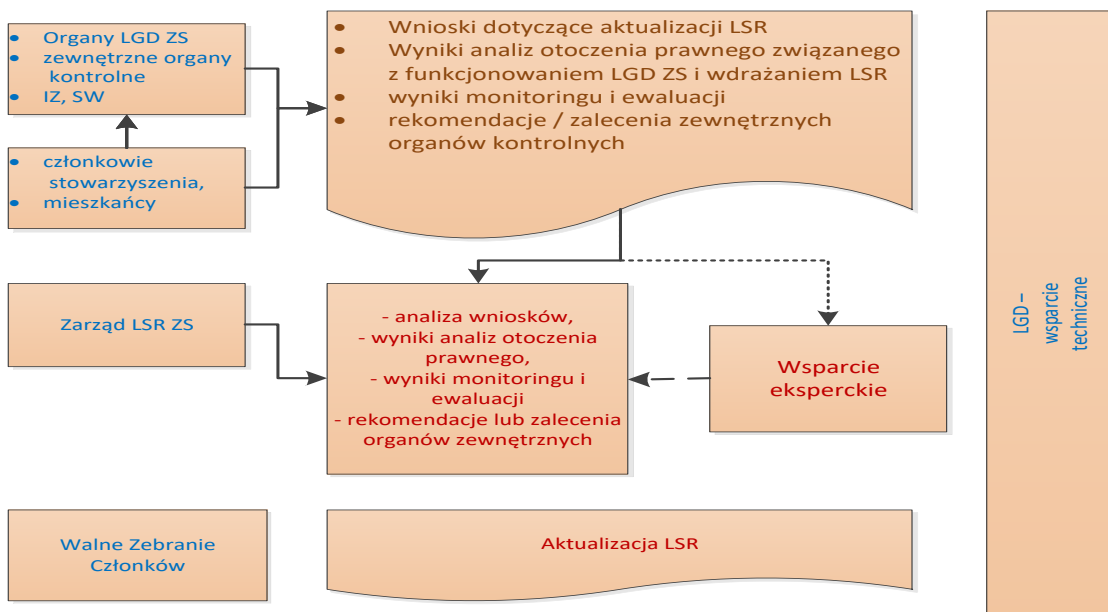 • Organy LGD ZS
• zewnętrzne organy
kontrolne
• IZ, SW
• członkowie
stowarzyszenia,
• mieszkańcy
• Wnioski dotyczące aktualizacji LSR
• Wyniki analiz otoczenia prawnego związanego
z funkcjonowaniem LGD ZS i wdrażaniem LSR
• wyniki monitoringu i ewaluacji
• rekomendacje / zalecenia zewnętrznych
organów kontrolnych
Zarząd LSR ZS
- analiza wniosków,
- wyniki analiz otoczenia
prawnego,
- wyniki monitoringu i
ewaluacji
- rekomendacje lub zalecenia
organów zewnętrznych
Wsparcie
eksperckie
Walne Zebranie
Członków
Aktualizacja LSR
LGD –
wsparcie
techniczne